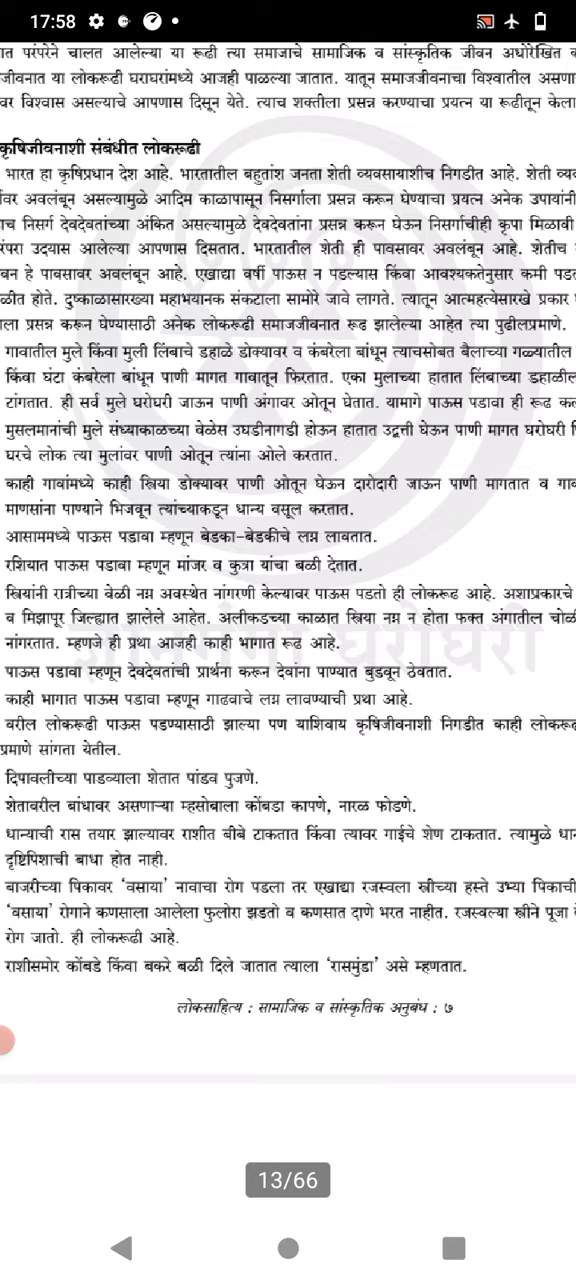 17:58
ात परंपरेने चालत आलेल्या या रूढी त्या समाजाचे सामाजिक व सांस्कृतिक जीवन अधोरेखित
जीवनात या लोकरूढी घराघरांमध्ये आजही पाळल्या जातात. यातून समाजजीवनाचा विश्वातील
वर विश्वास असल्याचे आपणास दिसून येते. त्याच शक्तीला प्रसन्न करण्याचा प्रयत्न या रूढीतून केला
कृषिजीवनाशी संबंधीत लोकरूढी
भारत हा कृषिप्रधान देश आहे. भारतातील बहुतांश जनता शेती व्यवसायाशीच निगडीत आहे. शेती
वर अवलंबून असल्यामुळे आदिम काळापासून निसर्गाला प्रसन्न करून घेण्याचा प्रयत्न अनेक उपायांनी
ाच निसर्ग देवदेवतांच्या अंकित असल्यामुळे देवदेवतांना प्रसन्न करून घेऊन निसर्गाचीही कृपा मिळावी
रंपरा उदयास आलेल्या आपणास दिसतात. भारतातील शेती ही पावसावर अवलंबून आहे. शेतीच
बन हे पावसावर अवलंबून आहे. एखाद्या वर्षी पाऊस न पडल्यास किंवा आवश्यकतेनुसार कमी पडत
ळीत होते. दुष्काळासारख्या महाभयानक संकटाला सामोरे जावे लागते. त्यातून आत्महत्येसारखे प्रकार
ला प्रसन्न करून घेण्यासाठी अनेक लोकरूढी समाजजीवनात रूढ झालेल्या आहेत त्या पुढीलप्रमाणे.
गावातील मुले किंवा मुली लिंबाचे डहाळे डोक्यावर व कंबरेला बांधून त्याचसोबत बैलाच्या गळ्यातील
किंवा घंटा कंबरेला बांधून पाणी मागत गावातून फिरतात. एका मुलाच्या हातात लिंबाच्या डहाळील
टांगतात. ही सर्व मुले घरोघरी जाऊन पाणी अंगावर ओतून घेतात. यामागे पाऊस पडावा ही रूढ
मुसलमानांची मुले संध्याकाळच्या वेळेस उघडीनागडी होऊन हातात उदबत्ती घेऊन पाणी मागत घरोघरी
घरचे लोक त्या मुलांवर पाणी ओतून त्यांना ओले करतात.
काही गावांमध्ये काही स्त्रिया डोक्यावर पाणी ओतून घेऊन दारोदारी जाऊन पाणी मागतात व
माणसांना पाण्याने भिजवून त्यांच्याकडून धान्य वसूल करतात.
आसाममध्ये पाऊस पडावा म्हणून बेडका-बेडकीचे लग्न लावतात.
रशियात पाऊस पडावा म्हणून मांजर व कुत्रा यांचा बळी देतात.
स्त्रियांनी रात्रीच्या वेळी नग्न अवस्थेत नांगरणी केल्यावर पाऊस पडतो ही लोकरूढ आहे. अशाप्रकारचे
व मिझापूर जिल्ह्यात झालेले आहेत. अलीकडच्या काळात स्त्रिया नग्न न होता फक्त अंगातील चोळी
नांगरतात. म्हणजे ही प्रथा आजही काही भागात रूढ आहे.
पाऊस पडावा म्हणून देवदेवतांची प्रार्थना करून देवांना पाण्यात बुडवून ठेवतात.
काही भागात पाऊस पडावा म्हणून गाढवाचे लग्न लावण्याची प्रथा आहे.
वरील लोकरूढी पाऊस पडण्यासाठी झाल्या पण याशिवाय कृषिजीवनाशी निगडीत काही
प्रमाणे सांगता येतील.
दिपावलीच्या पाडव्याला शेतात पांडव पुजणे.
शेतावरील बांधावर असणाऱ्या म्हसोबाला कोंबडा कापणे, नारळ फोडणे.
धान्याची रास तयार झाल्यावर राशीत बीबे टाकतात किंवा त्यावर गाईचे शेण टाकतात. त्यामुळे
दृष्टिपिशाची बाधा होत नाही.
बाजरीच्या पिकावर ‘वसाया’ नावाचा रोग पडला तर एखाद्या रजस्वला स्त्रीच्या हस्ते उभ्या पिकाची
‘वसाया’ रोगाने कणसाला आलेला फुलोरा झडतो व कणसात दाणे भरत नाहीत. रजस्वल्या स्त्रीने पूजा
रोग जातो. ही लोकरूढी आहे.
राशीसमोर कोंबडे किंवा बकरे बळी दिले जातात त्याला ‘रासमुंडा’ असे म्हणतात.
लोकसाहित्य : सामाजिक व सांस्कृतिक अनुबंध : ७
13/66